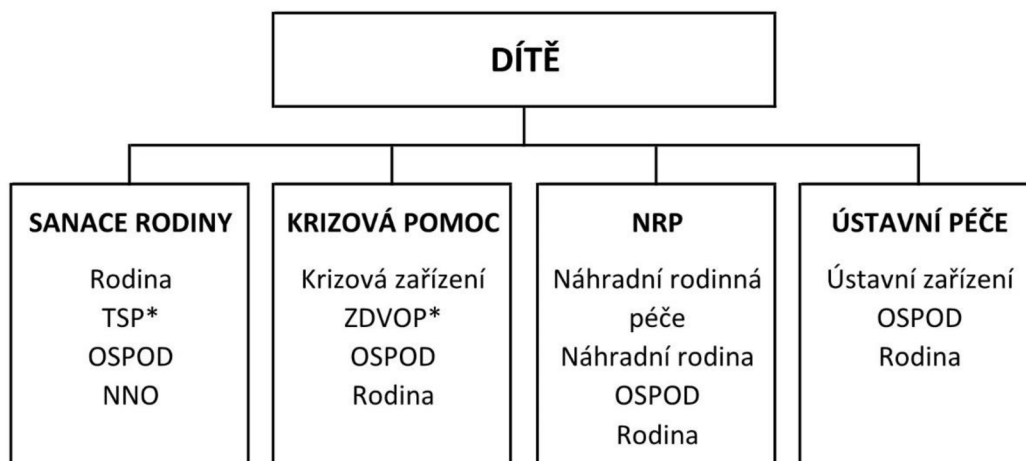 DÍTĚ
SANACE RODINY
Rodina
TSP*
OSPOD
NNO
KRIZOVÁ POMOC
Krizová zařízení
ZDVOP*
OSPOD
Rodina
NRP
Náhradní rodinná
péče
Náhradní rodina
OSPOD
Rodina
ÚSTAVNÍ PÉČE
Ústavní zařízení
OSPOD
Rodina